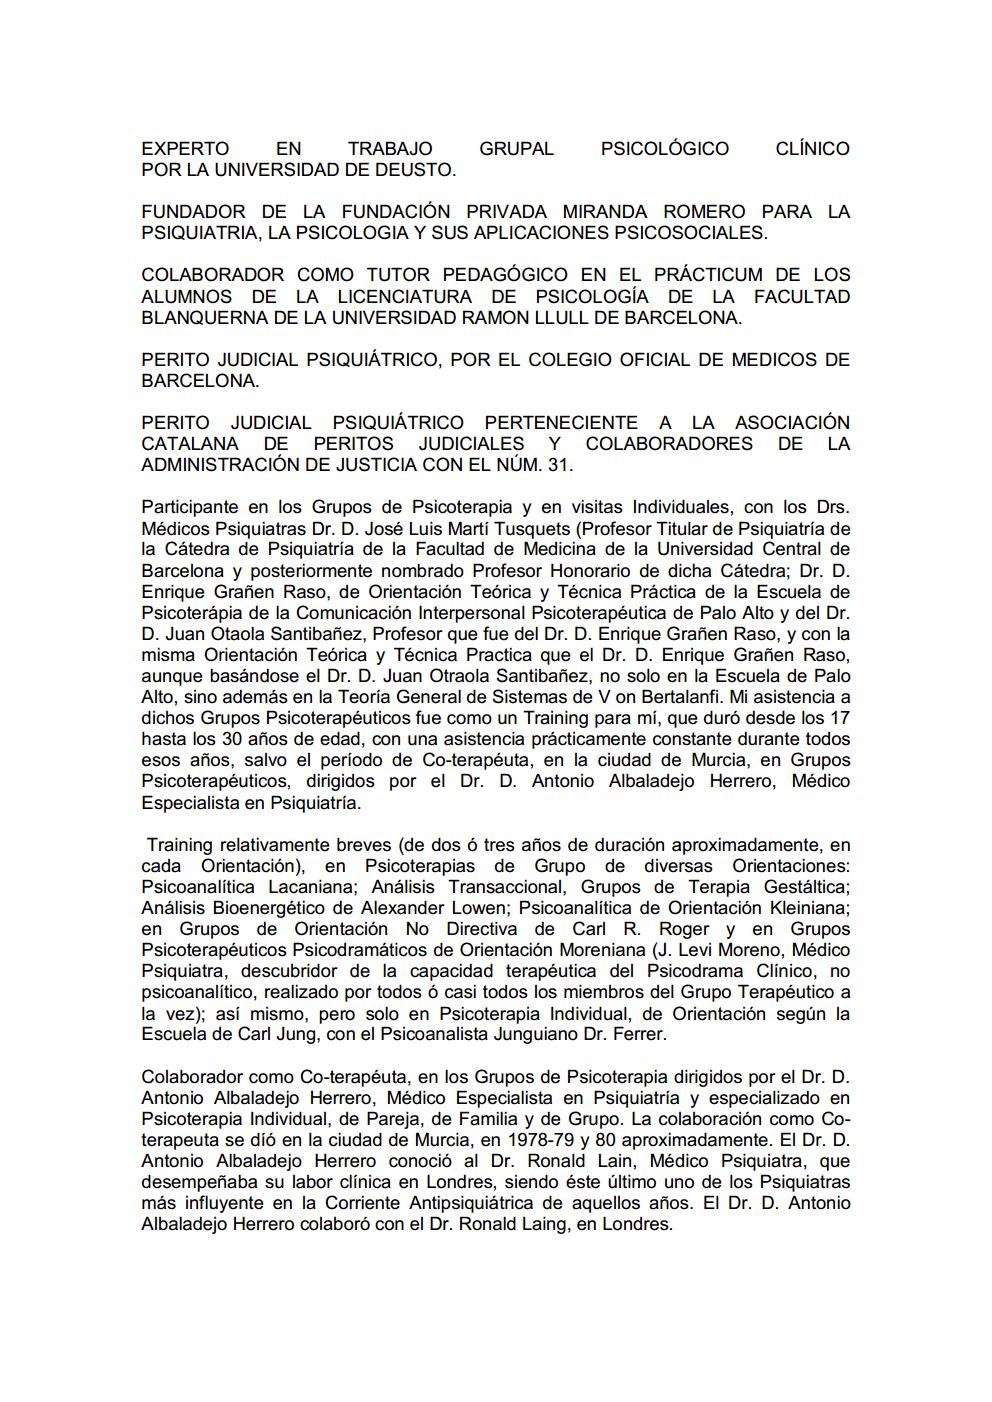 EXPERTO EN TRABAJO GRUPAL PSICOLÓGICO CLÍNICO
POR LA UNIVERSIDAD DE DEUSTO.
FUNDADOR DE LA FUNDACIÓN PRIVADA MIRANDA ROMERO PARA LA
PSIQUIATRIA, LA PSICOLOGIA Y SUS APLICACIONES PSICOSOCIALES.
COLABORADOR COMO TUTOR PEDAGÓGICO EN EL PRÁCTICUM DE LOS
ALUMNOS DE LA LICENCIATURA DE PSICOLOGÍA DE LA FACULTAD
BLANQUERNA DE LA UNIVERSIDAD RAMON LLULL DE BARCELONA.
PERITO JUDICIAL PSIQUIÁTRICO, POR EL COLEGIO OFICIAL DE MEDICOS DE
BARCELONA.
PERITO JUDICIAL PSIQUIÁTRICO PERTENECIENTE A LA ASOCIACIÓN
CATALANA DE PERITOS JUDICIALES Y COLABORADORES DE LA
ADMINISTRACIÓN DE JUSTICIA CON EL NÚM. 31.
Participante en los Grupos de Psicoterapia y en visitas Individuales, con los Drs.
Médicos Psiquiatras Dr. D. José Luis Martí Tusquets (Profesor Titular de Psiquiatría de
la Cátedra de Psiquiatría de la Facultad de Medicina de la Universidad Central de
Barcelona y posteriormente nombrado Profesor Honorario de dicha Cátedra; Dr. D.
Enrique Grañen Raso, de Orientación Teórica y Técnica Práctica de la Escuela de
Psicoterápia de la Comunicación Interpersonal Psicoterapéutica de Palo Alto y del Dr.
D. Juan Otaola Santibañez, Profesor que fue del Dr. D. Enrique Grañen Raso, y con la
misma Orientación Teórica y Técnica Practica que el Dr. D. Enrique Grañen Raso,
aunque basándose el Dr. D. Juan Otraola Santibañez, no solo en la Escuela de Palo
Alto, sino además en la Teoría General de Sistemas de V on Bertalanfi. Mi asistencia a
dichos Grupos Psicoterapéuticos fue como un Training para mí, que duró desde los 17
hasta los 30 años de edad, con una asistencia prácticamente constante durante todos
esos años, salvo el período de Co-terapéuta, en la ciudad de Murcia, en Grupos
Psicoterapéuticos, dirigidos por el Dr. D. Antonio Albaladejo Herrero, Médico
Especialista en Psiquiatría.
Training relativamente breves (de dos ó tres años de duración aproximadamente, en
cada Orientación), en Psicoterapias de Grupo de diversas Orientaciones:
Psicoanalítica Lacaniana; Análisis Transaccional, Grupos de Terapia Gestáltica;
Análisis Bioenergético de Alexander Lowen; Psicoanalítica de Orientación Kleiniana;
en Grupos de Orientación No Directiva de Carl R. Roger y en Grupos
Psicoterapéuticos Psicodramáticos de Orientación Moreniana (J. Levi Moreno, Médico
Psiquiatra, descubridor de la capacidad terapéutica del Psicodrama Clínico, no
psicoanalítico, realizado por todos ó casi todos los miembros del Grupo Terapéutico a
la vez); así mismo, pero solo en Psicoterapia Individual, de Orientación según la
Escuela de Carl Jung, con el Psicoanalista Junguiano Dr. Ferrer.
Colaborador como Co-terapéuta, en los Grupos de Psicoterapia dirigidos por el Dr. D.
Antonio Albaladejo Herrero, Médico Especialista en Psiquiatría y especializado en
Psicoterapia Individual, de Pareja, de Familia y de Grupo. La colaboración como Co-
terapeuta se díó en la ciudad de Murcia, en 1978-79 y 80 aproximadamente. El Dr. D.
Antonio Albaladejo Herrero conoció al Dr. Ronald Lain, Médico Psiquiatra, que
desempeñaba su labor clínica en Londres, siendo éste último uno de los Psiquiatras
más influyente en la Corriente Antipsiquiátrica de aquellos años. El Dr. D. Antonio
Albaladejo Herrero colaboró con el Dr. Ronald Laing, en Londres.